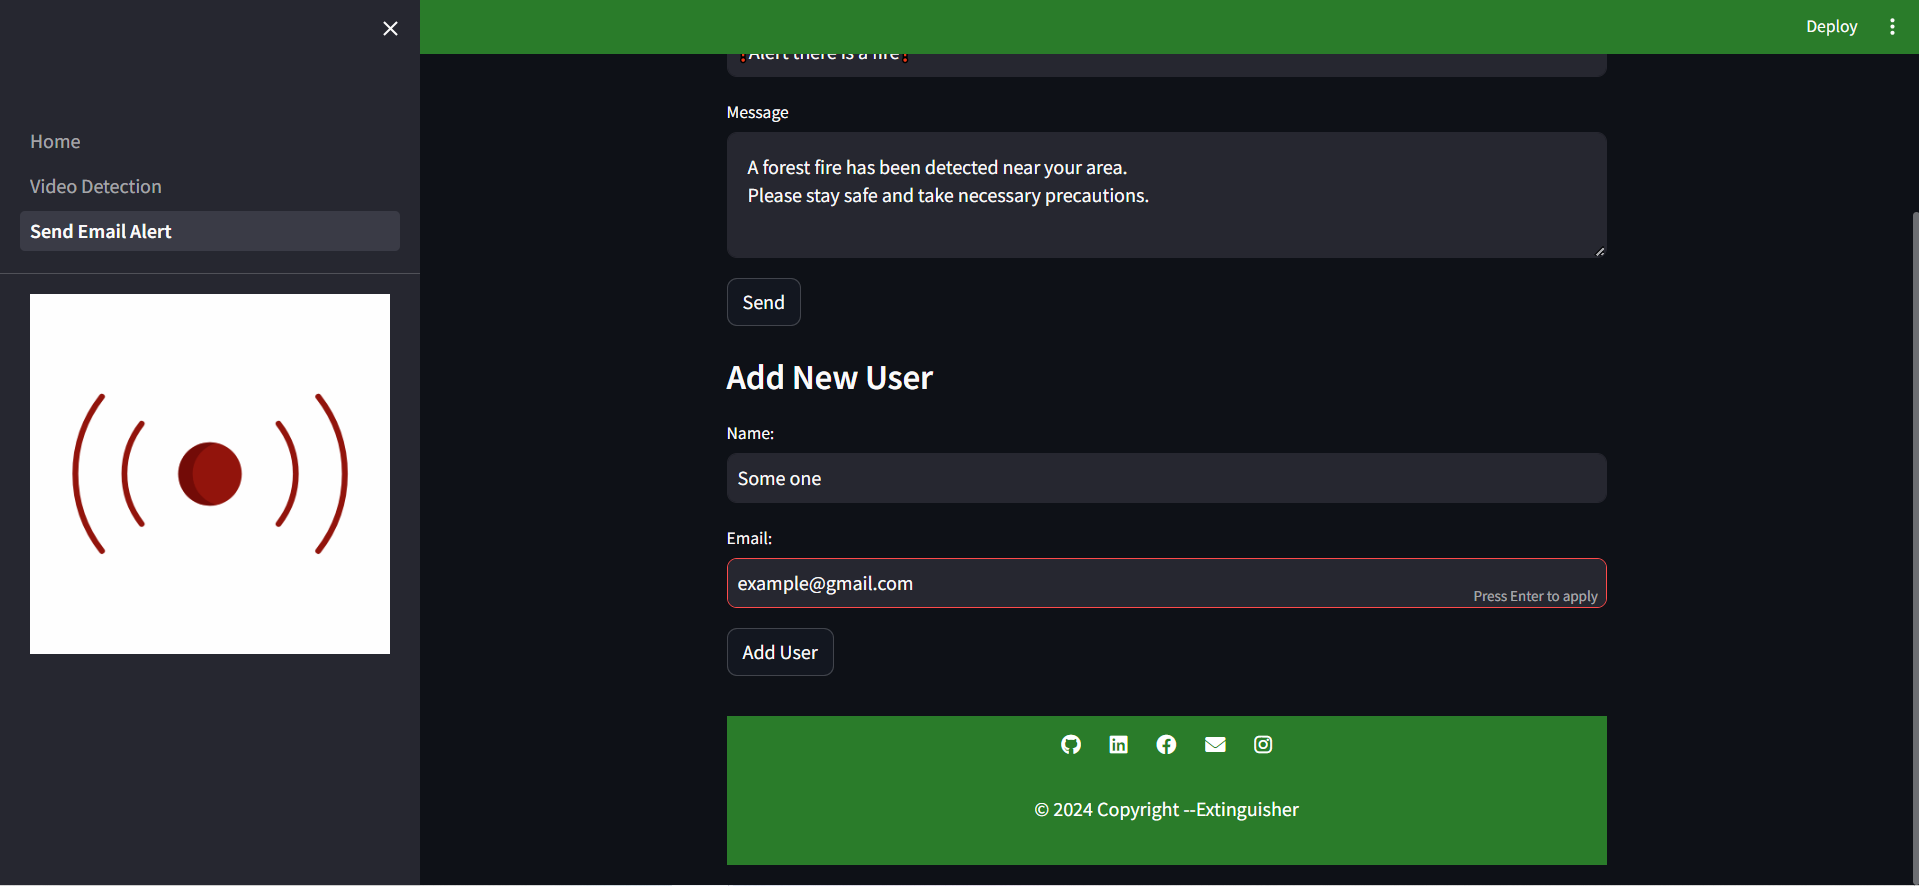 Deploy
Home
Video Detection
Send Email Alert
❗Alert there is a fire❗
Message
A forest fire has been detected near your area.
Please stay safe and take necessary precautions.
Send
Add New User
Name:
Some one
Email:
example@gmail.com
Press Enter to apply
Add User
© 2024 Copyright --Extinguisher